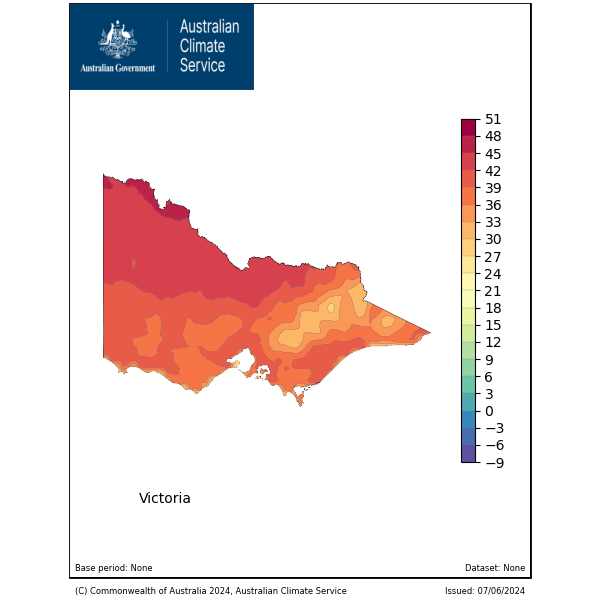 Australian
Climate
Service
Australian Government
51
48
45
42
39
36
33
30
27
24
21
18
15
12
9
6
3
0
−3
−6
−9
Victoria
Base period: None
Dataset: None
(C) Commonwealth of Australia 2024, Australian Climate Service
Issued: 07/06/2024